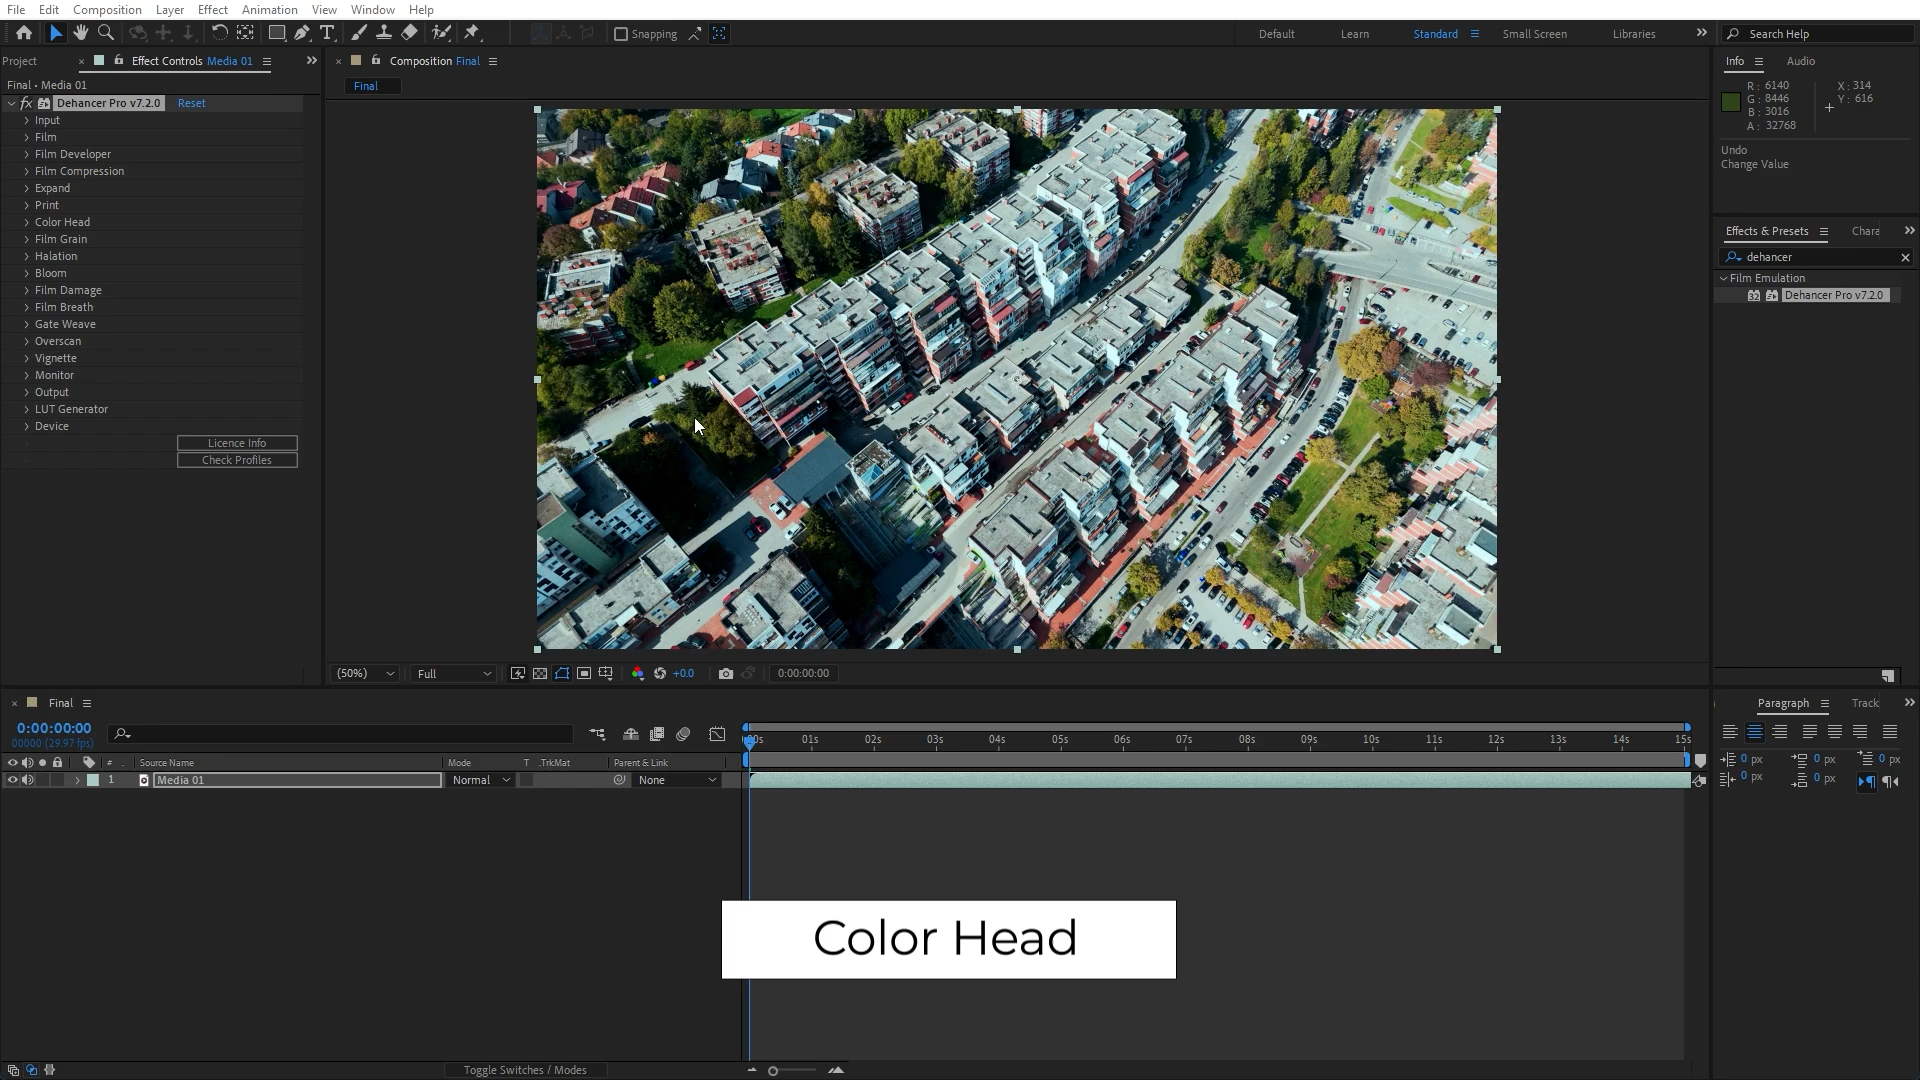 File Edit Composition Layer Effect Animation View Window Help
Snapping
Default Learn Standard Small Screen Libraries
Search Help
Project
Effect Controls Media 01
Final • Media 01
fx Dehancer Pro v7.2.0 Reset
Input
Film
Film Developer
Film Compression
Expand
Print
Color Head
Film Grain
Halation
Bloom
Film Damage
Film Breath
Gate Weave
Overscan
Vignette
Monitor
Output
LUT Generator
Device
Licence Info
Check Profiles
Composition Final
Final
(50%) Full +0.0 0:00:00:00
Info Audio
R : 6140 X : 314
G : 8446 Y : 616
B : 3016
A : 32768
Undo
Change Value
Effects & Presets Chara
dehancer
Film Emulation
32 Dehancer Pro v7.2.0
Final
0:00:00:00
00000 (29.97 fps)
# Source Name Mode T .TrkMat Parent & Link
1 Media 01 Normal None
01s 02s 03s 04s 05s 06s 07s 08s 09s 10s 11s 12s 13s 14s 15s
Color Head
Toggle Switches / Modes
Paragraph Track
0 px 0 px 0 px
0 px 0 px